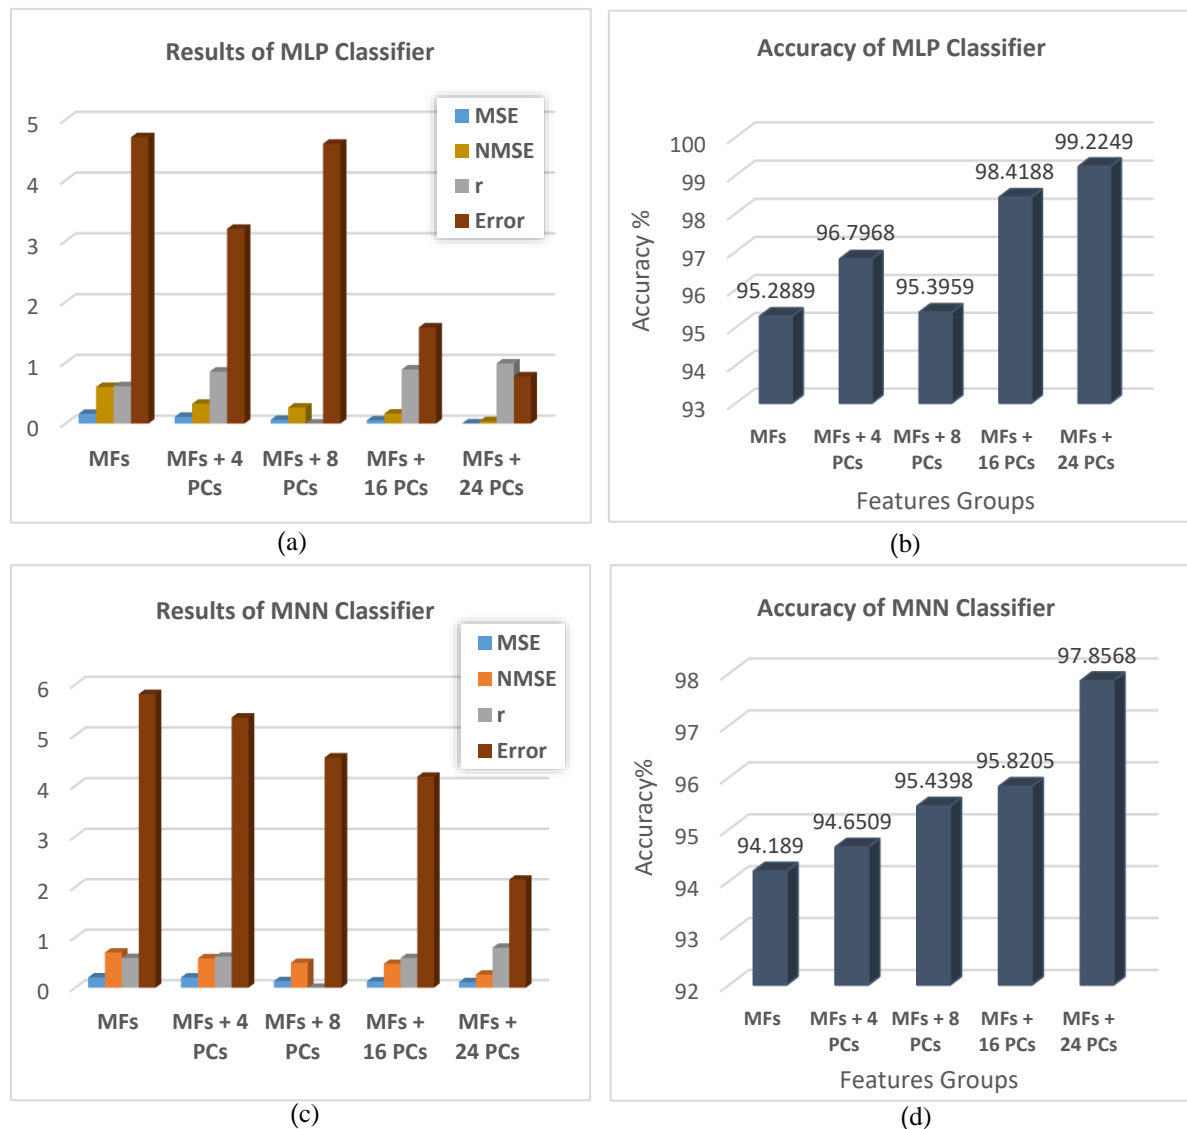 Results of MLP Classifier
MSE
NMSE
r
Error
5
4
3
2
1
0
MFs
MFs + 4
PCs
MFs + 8
PCs
MFs +
16 PCs
MFs +
24 PCs
(a)
Accuracy of MLP Classifier
Accuracy %
100
99
98
97
96
95
94
93
95.2889
96.7968
95.3959
98.4188
99.2249
MFs
MFs + 4
PCs
MFs + 8
PCs
MFs +
16 PCs
MFs +
24 PCs
Features Groups
(b)
Results of MNN Classifier
MSE
NMSE
r
Error
6
5
4
3
2
1
0
MFs
MFs + 4
PCs
MFs + 8
PCs
MFs +
16 PCs
MFs +
24 PCs
(c)
Accuracy of MNN Classifier
Accuracy%
98
97
96
95
94
93
92
94.189
94.6509
95.4398
95.8205
97.8568
MFs
MFs + 4
PCs
MFs + 8
PCs
MFs +
16 PCs
MFs +
24 PCs
Features Groups
(d)